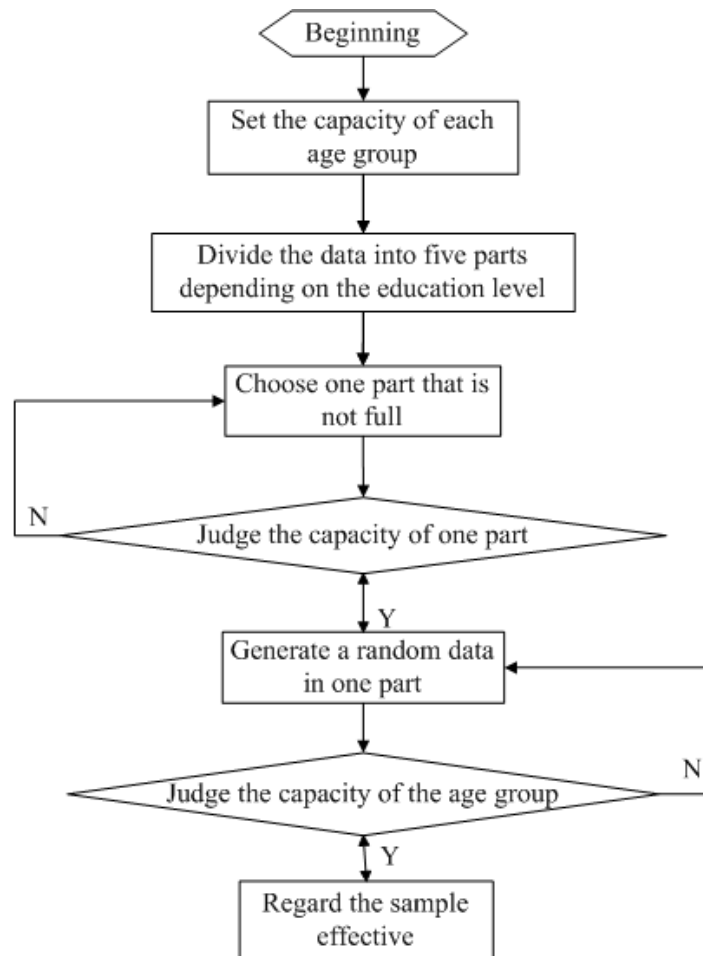 Beginning
Set the capacity of each
age group
Divide the data into five parts
depending on the education level
Choose one part that is
not full
N
Judge the capacity of one part
Y
Generate a random data
in one part
N
Judge the capacity of the age group
Y
Regard the sample
effective